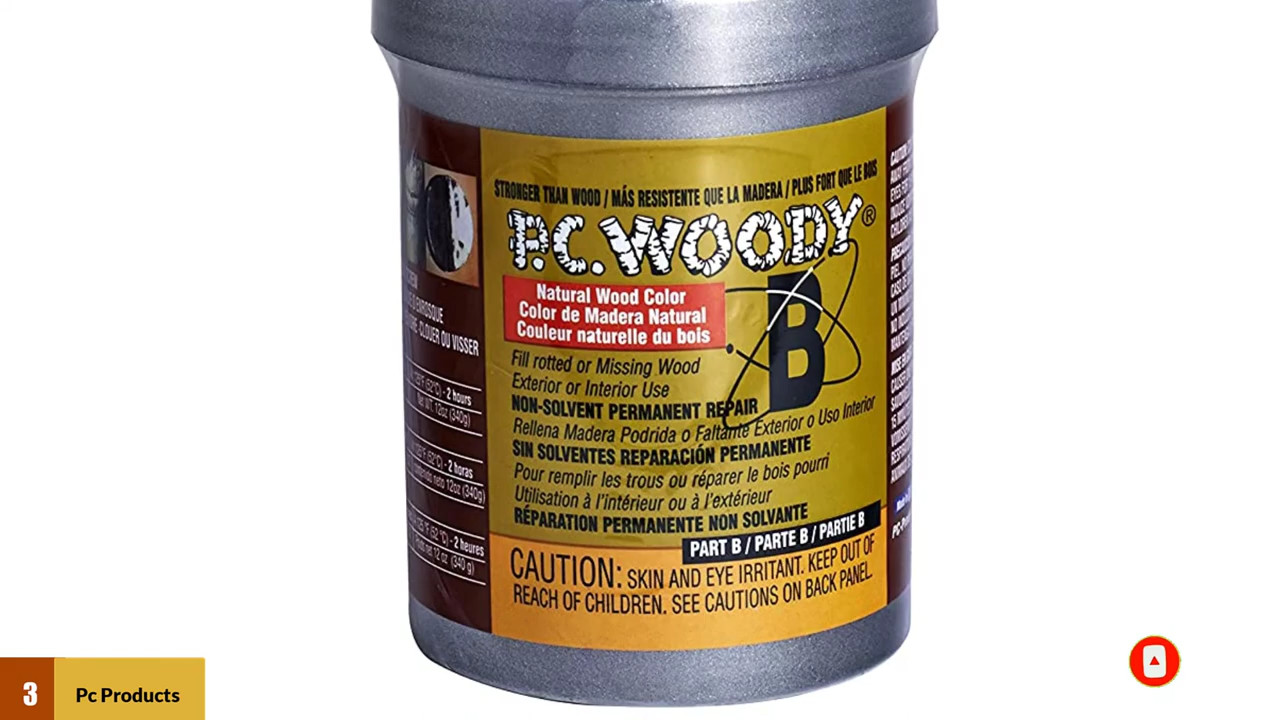 STRONGER THAN WOOD / MÁS RESISTENTE QUE LA MADERA / PLUS FORT QUE LE BOIS
P.C. WOODY®
B
Natural Wood Color
Color de Madera Natural
Couleur naturelle du bois
Fill rotted or Missing Wood
Exterior or Interior Use
NON-SOLVENT PERMANENT REPAIR
Rellena Madera Podrida o Faltante Exterior o Uso Interior
SIN SOLVENTES REPARACIÓN PERMANENTE
Pour remplir les trous ou réparer le bois pourri
Utilisation à l'intérieur ou à l'extérieur
RÉPARATION PERMANENTE NON SOLVANTE
PART B / PARTE B / PARTIE B
CAUTION: SKIN AND EYE IRRITANT. KEEP OUT OF
REACH OF CHILDREN. SEE CAUTIONS ON BACK PANEL.
CLOUER OU VISSER
(52°C) - 2 hours
Net Wt. 12oz (340g)
(52°C) - 2 horas
neto 12oz (340g)
(52 °C) - 2 heures
net 12 oz (340 g)
3
Pc Products